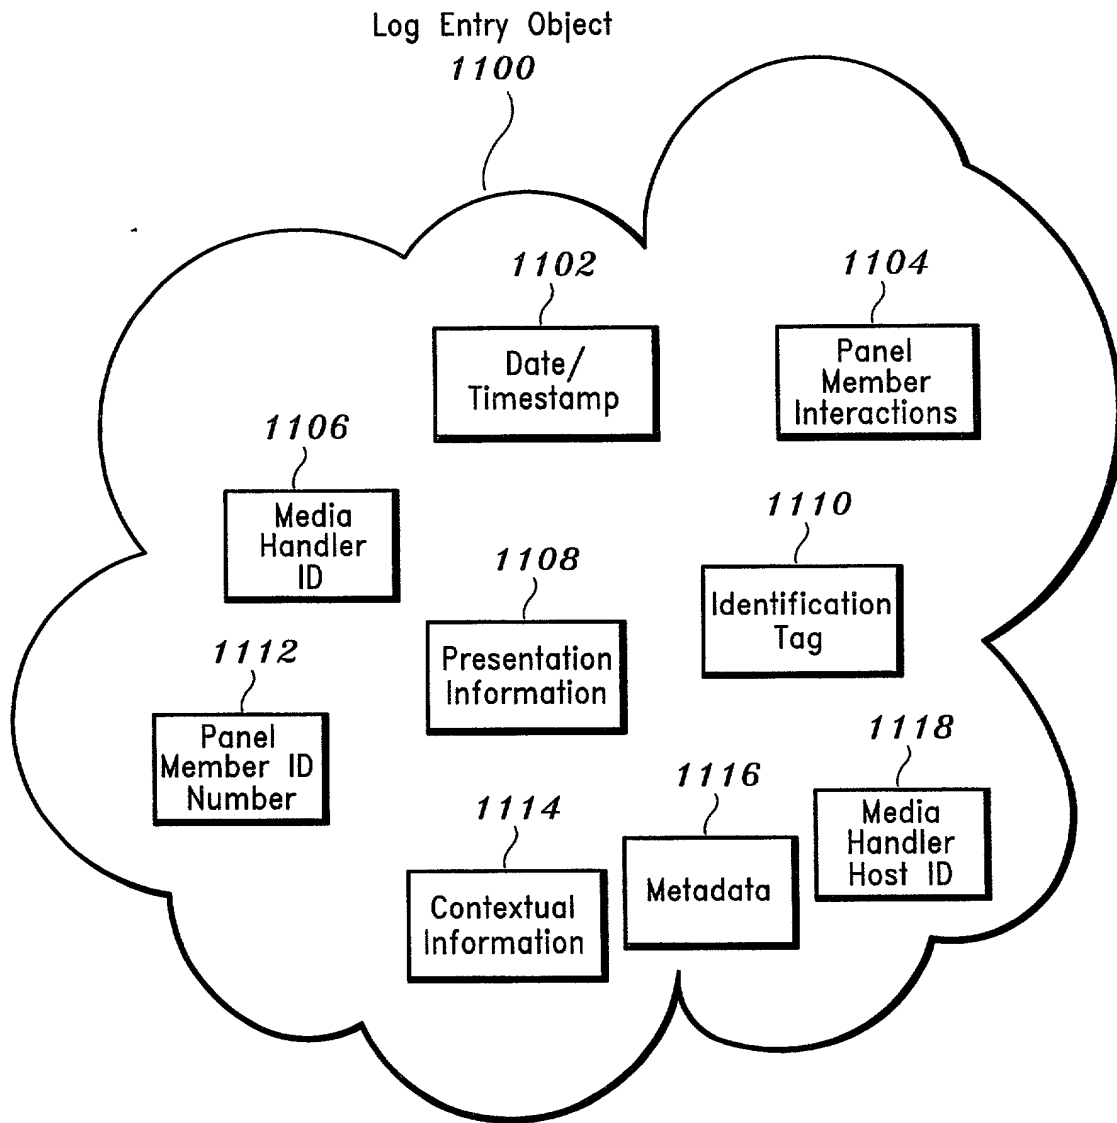 Log Entry Object
1100
1102
Date/
Timestamp
1104
Panel
Member
Interactions
1106
Media
Handler
ID
1108
Presentation
Information
1110
Identification
Tag
1112
Panel
Member ID
Number
1114
Contextual
Information
1116
Metadata
1118
Media
Handler
Host ID